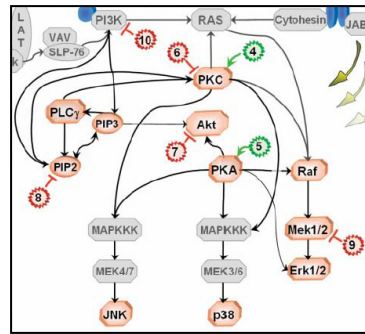 L
A
T
k
VAV
SLP-76
PI3K
10
RAS
Cytohesin
JAB
6
4
PKC
PLCγ
PIP3
Akt
7
5
PIP2
8
PKA
Raf
MAPKKK
MAPKKK
Mek1/2
9
MEK4/7
MEK3/6
Erk1/2
JNK
p38